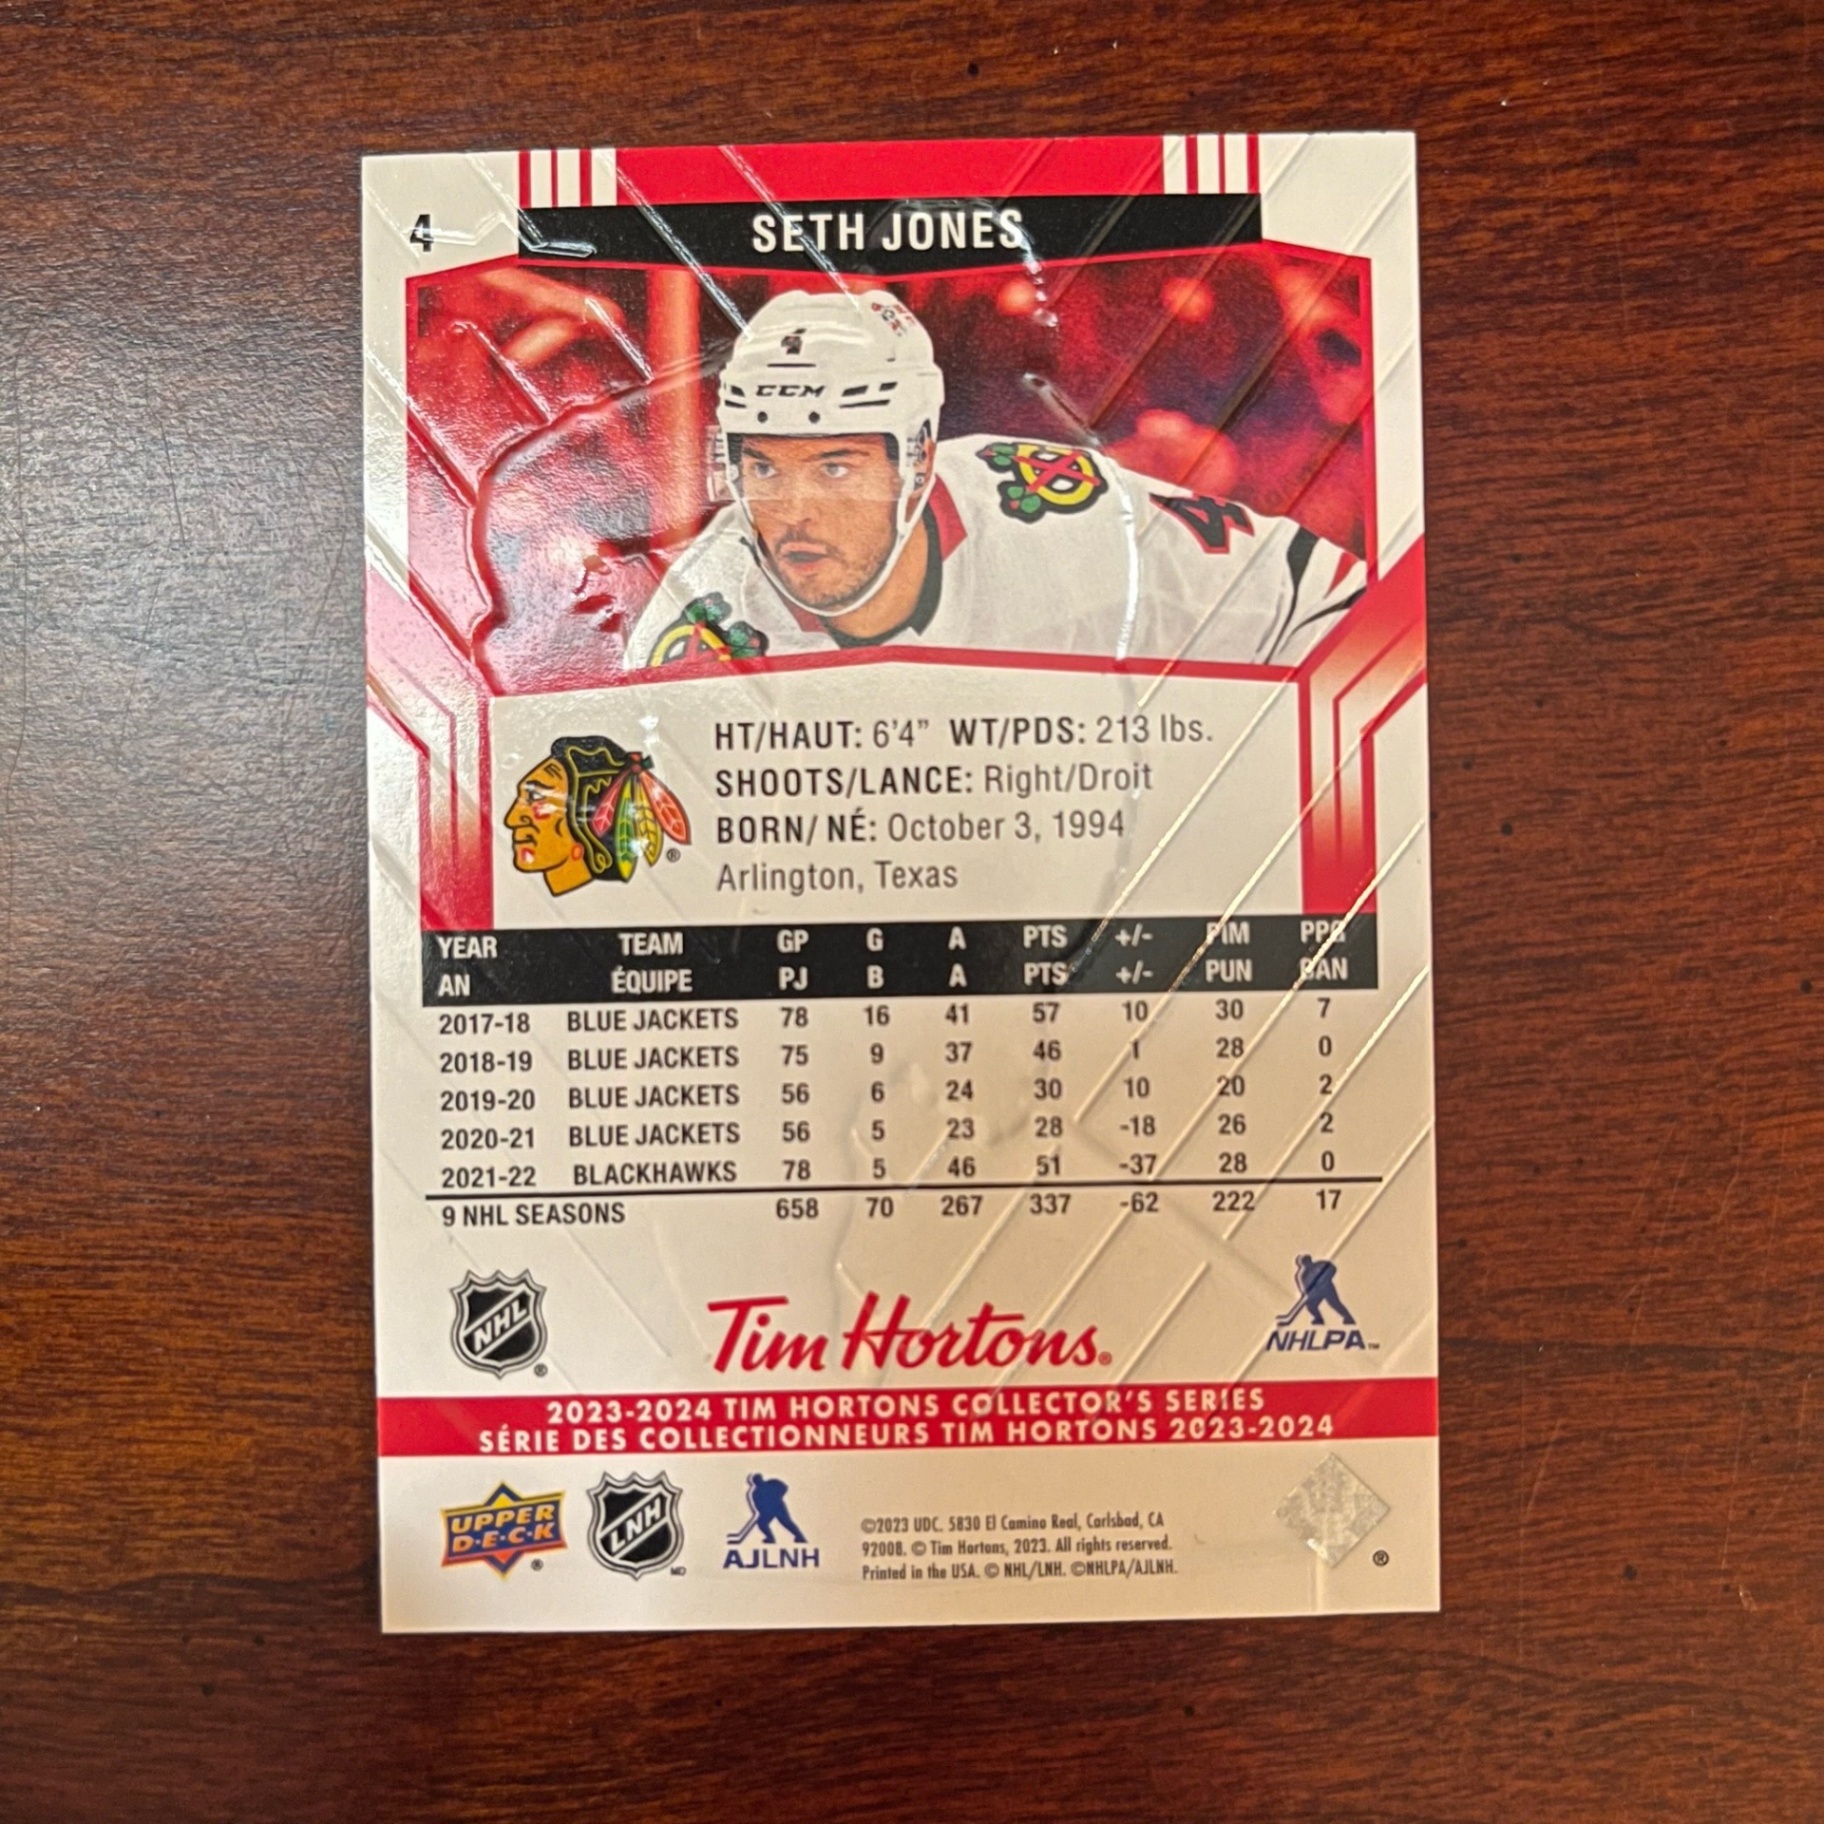 4
SETH JONES
4
CCM
4
HT/HAUT: 6'4" WT/PDS: 213 lbs.
SHOOTS/LANCE: Right/Droit
BORN/ NÉ: October 3, 1994
Arlington, Texas
®
YEAR TEAM GP G A PTS +/- PIM PPG
AN ÉQUIPE PJ B A PTS +/- PUN BAN
2017-18 BLUE JACKETS 78 16 41 57 10 30 7
2018-19 BLUE JACKETS 75 9 37 46 1 28 0
2019-20 BLUE JACKETS 56 6 24 30 10 20 2
2020-21 BLUE JACKETS 56 5 23 28 -18 26 2
2021-22 BLACKHAWKS 78 5 46 51 -37 28 0
9 NHL SEASONS 658 70 267 337 -62 222 17
NHL ® Tim Hortons® NHLPA™
2023-2024 TIM HORTONS COLLECTOR'S SERIES
SÉRIE DES COLLECTIONNEURS TIM HORTONS 2023-2024
UPPER
D·E·C·K ®
LNH MD
AJLNH
©2023 UDC. 5830 El Camino Real, Carlsbad, CA
92008. © Tim Hortons, 2023. All rights reserved.
Printed in the USA. © NHL/LNH. ©NHLPA/AJLNH.
®